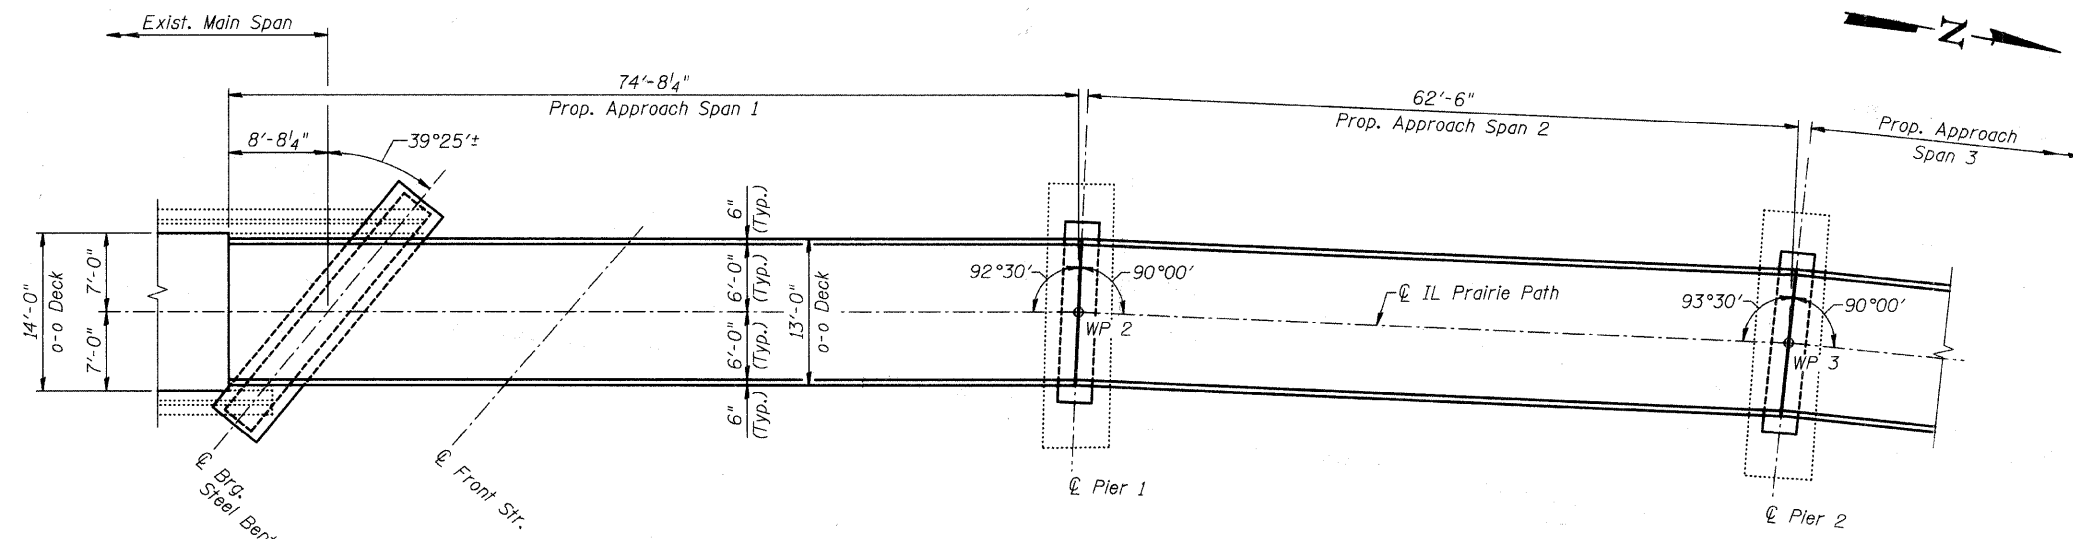 Exist. Main Span
N
74'-8¼"
Prop. Approach Span 1
62'-6"
Prop. Approach Span 2
Prop. Approach
Span 3
8'-8¼"
39°25'±
14'-0"
o-o Deck
7'-0"
7'-0"
6"
(Typ.)
6'-0"
(Typ.)
6'-0"
(Typ.)
6"
(Typ.)
13'-0"
o-o Deck
92°30'
90°00'
WP 2
℄ IL Prairie Path
93°30'
90°00'
WP 3
℄ Brg.
Steel Bent
℄ Front Str.
℄ Pier 1
℄ Pier 2